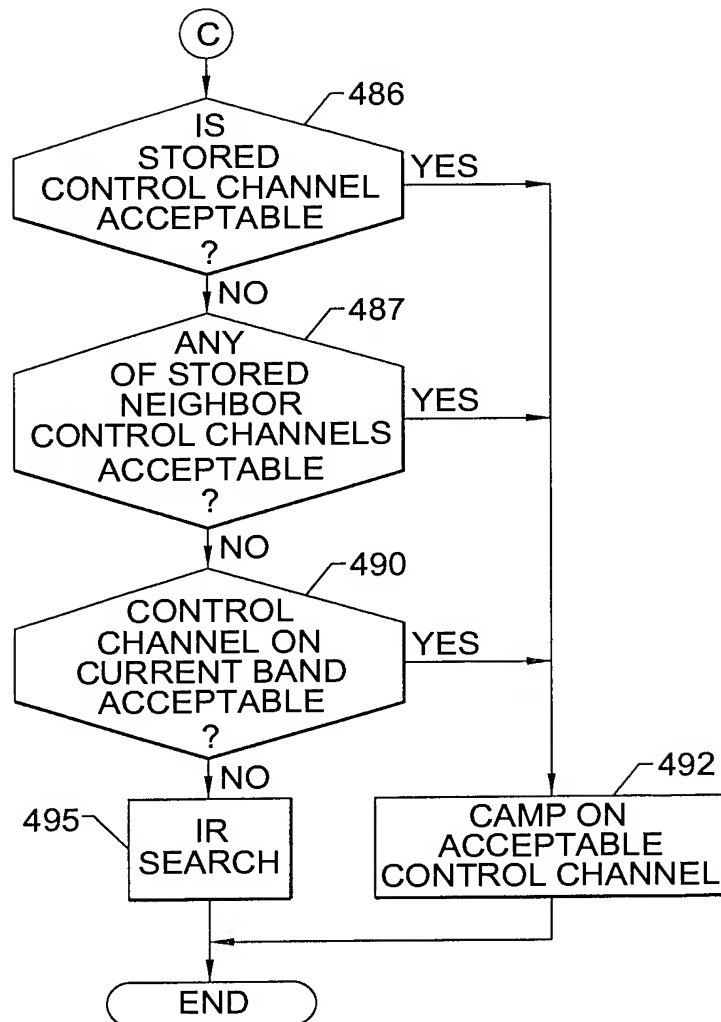 C
486
IS
STORED
CONTROL CHANNEL
ACCEPTABLE
?
YES
NO
487
ANY
OF STORED
NEIGHBOR
CONTROL CHANNELS
ACCEPTABLE
?
YES
NO
490
CONTROL
CHANNEL ON
CURRENT BAND
ACCEPTABLE
?
YES
NO
495
IR
SEARCH
492
CAMP ON
ACCEPTABLE
CONTROL CHANNEL
END